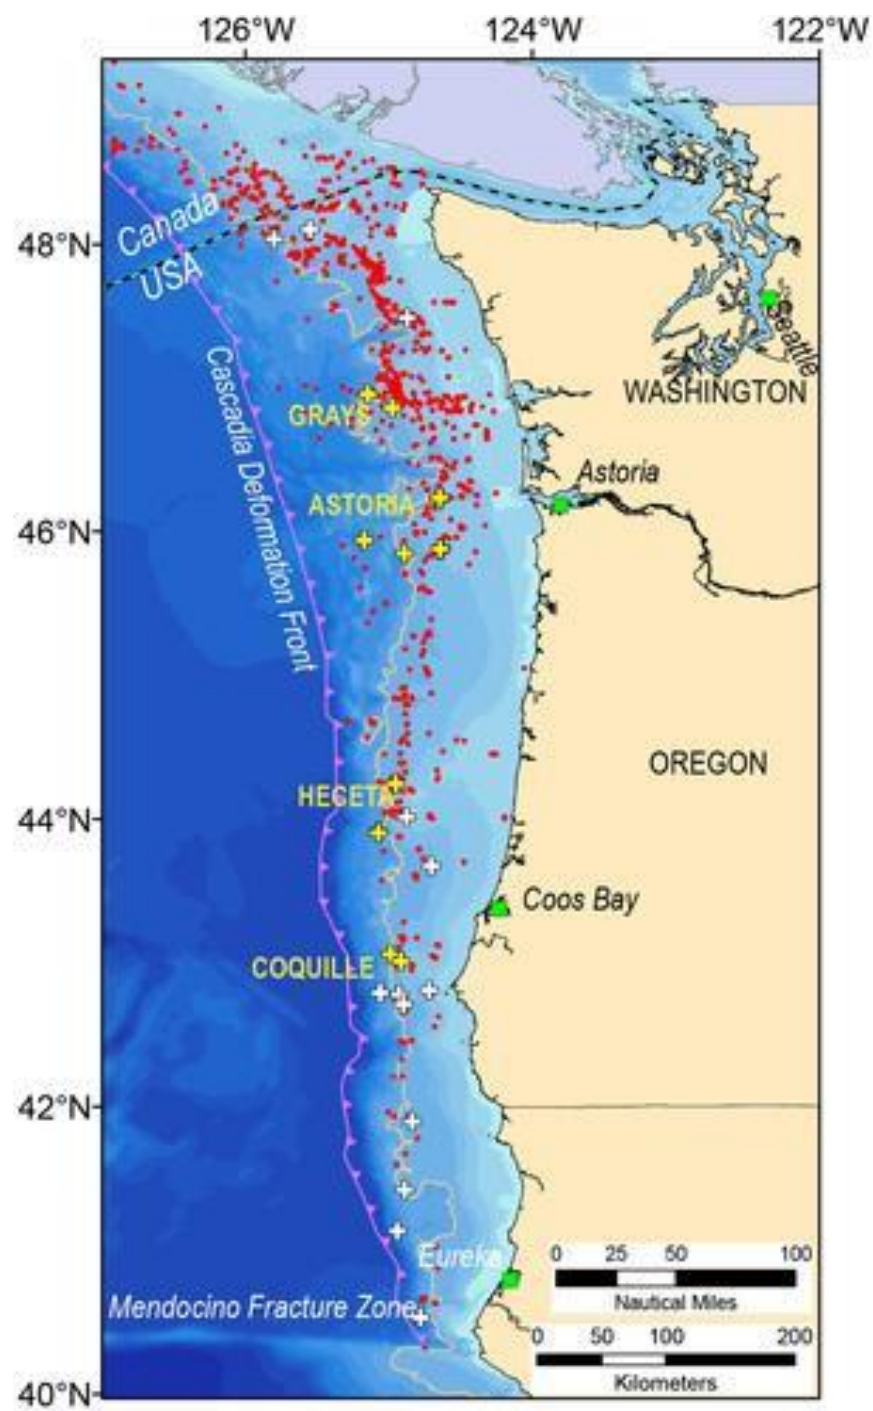 126°W 124°W 122°W
Canada
48°N
USA
Seattle
WASHINGTON
Cascadia Deformation Front
GRAYS
Astoria
ASTORIA
46°N
OREGON
HECETA
44°N
Coos Bay
COQUILLE
42°N
Eureka
0 25 50 100
Nautical Miles
Mendocino Fracture Zone
0 50 100 200
Kilometers
40°N